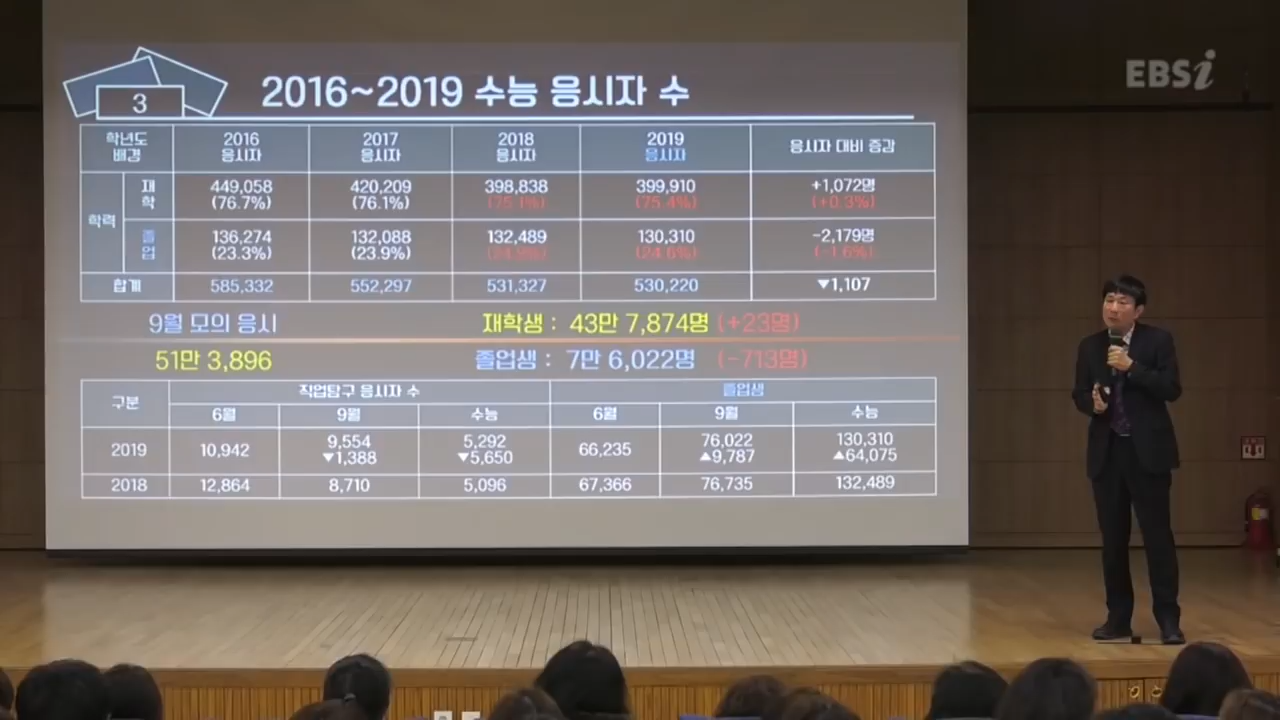 EBSi
3
2016~2019 수능 응시자 수
학년도 배경 2016 응시자 2017 응시자 2018 응시자 2019 응시자 응시자 대비 증감
학력 재학 449,058 (76.7%) 420,209 (76.1%) 398,838 (75.1%) 399,910 (75.4%) +1,072명 (+0.3%)
졸업 136,274 (23.3%) 132,088 (23.9%) 132,489 130,310 (24.6%) -2,179명 (-1.6%)
합계 585,332 552,297 531,327 530,220 ▼1,107
9월 모의 응시 재학생 : 43만 7,874명 (+23명)
51만 3,896 졸업생 : 7만 6,022명 (-713명)
구분 직업탐구 응시자 수 졸업생
6월 9월 수능 6월 9월 수능
2019 10,942 9,554 ▼1,388 5,292 ▼5,650 66,235 76,022 ▲9,787 130,310 ▲64,075
2018 12,864 8,710 5,096 67,366 76,735 132,489